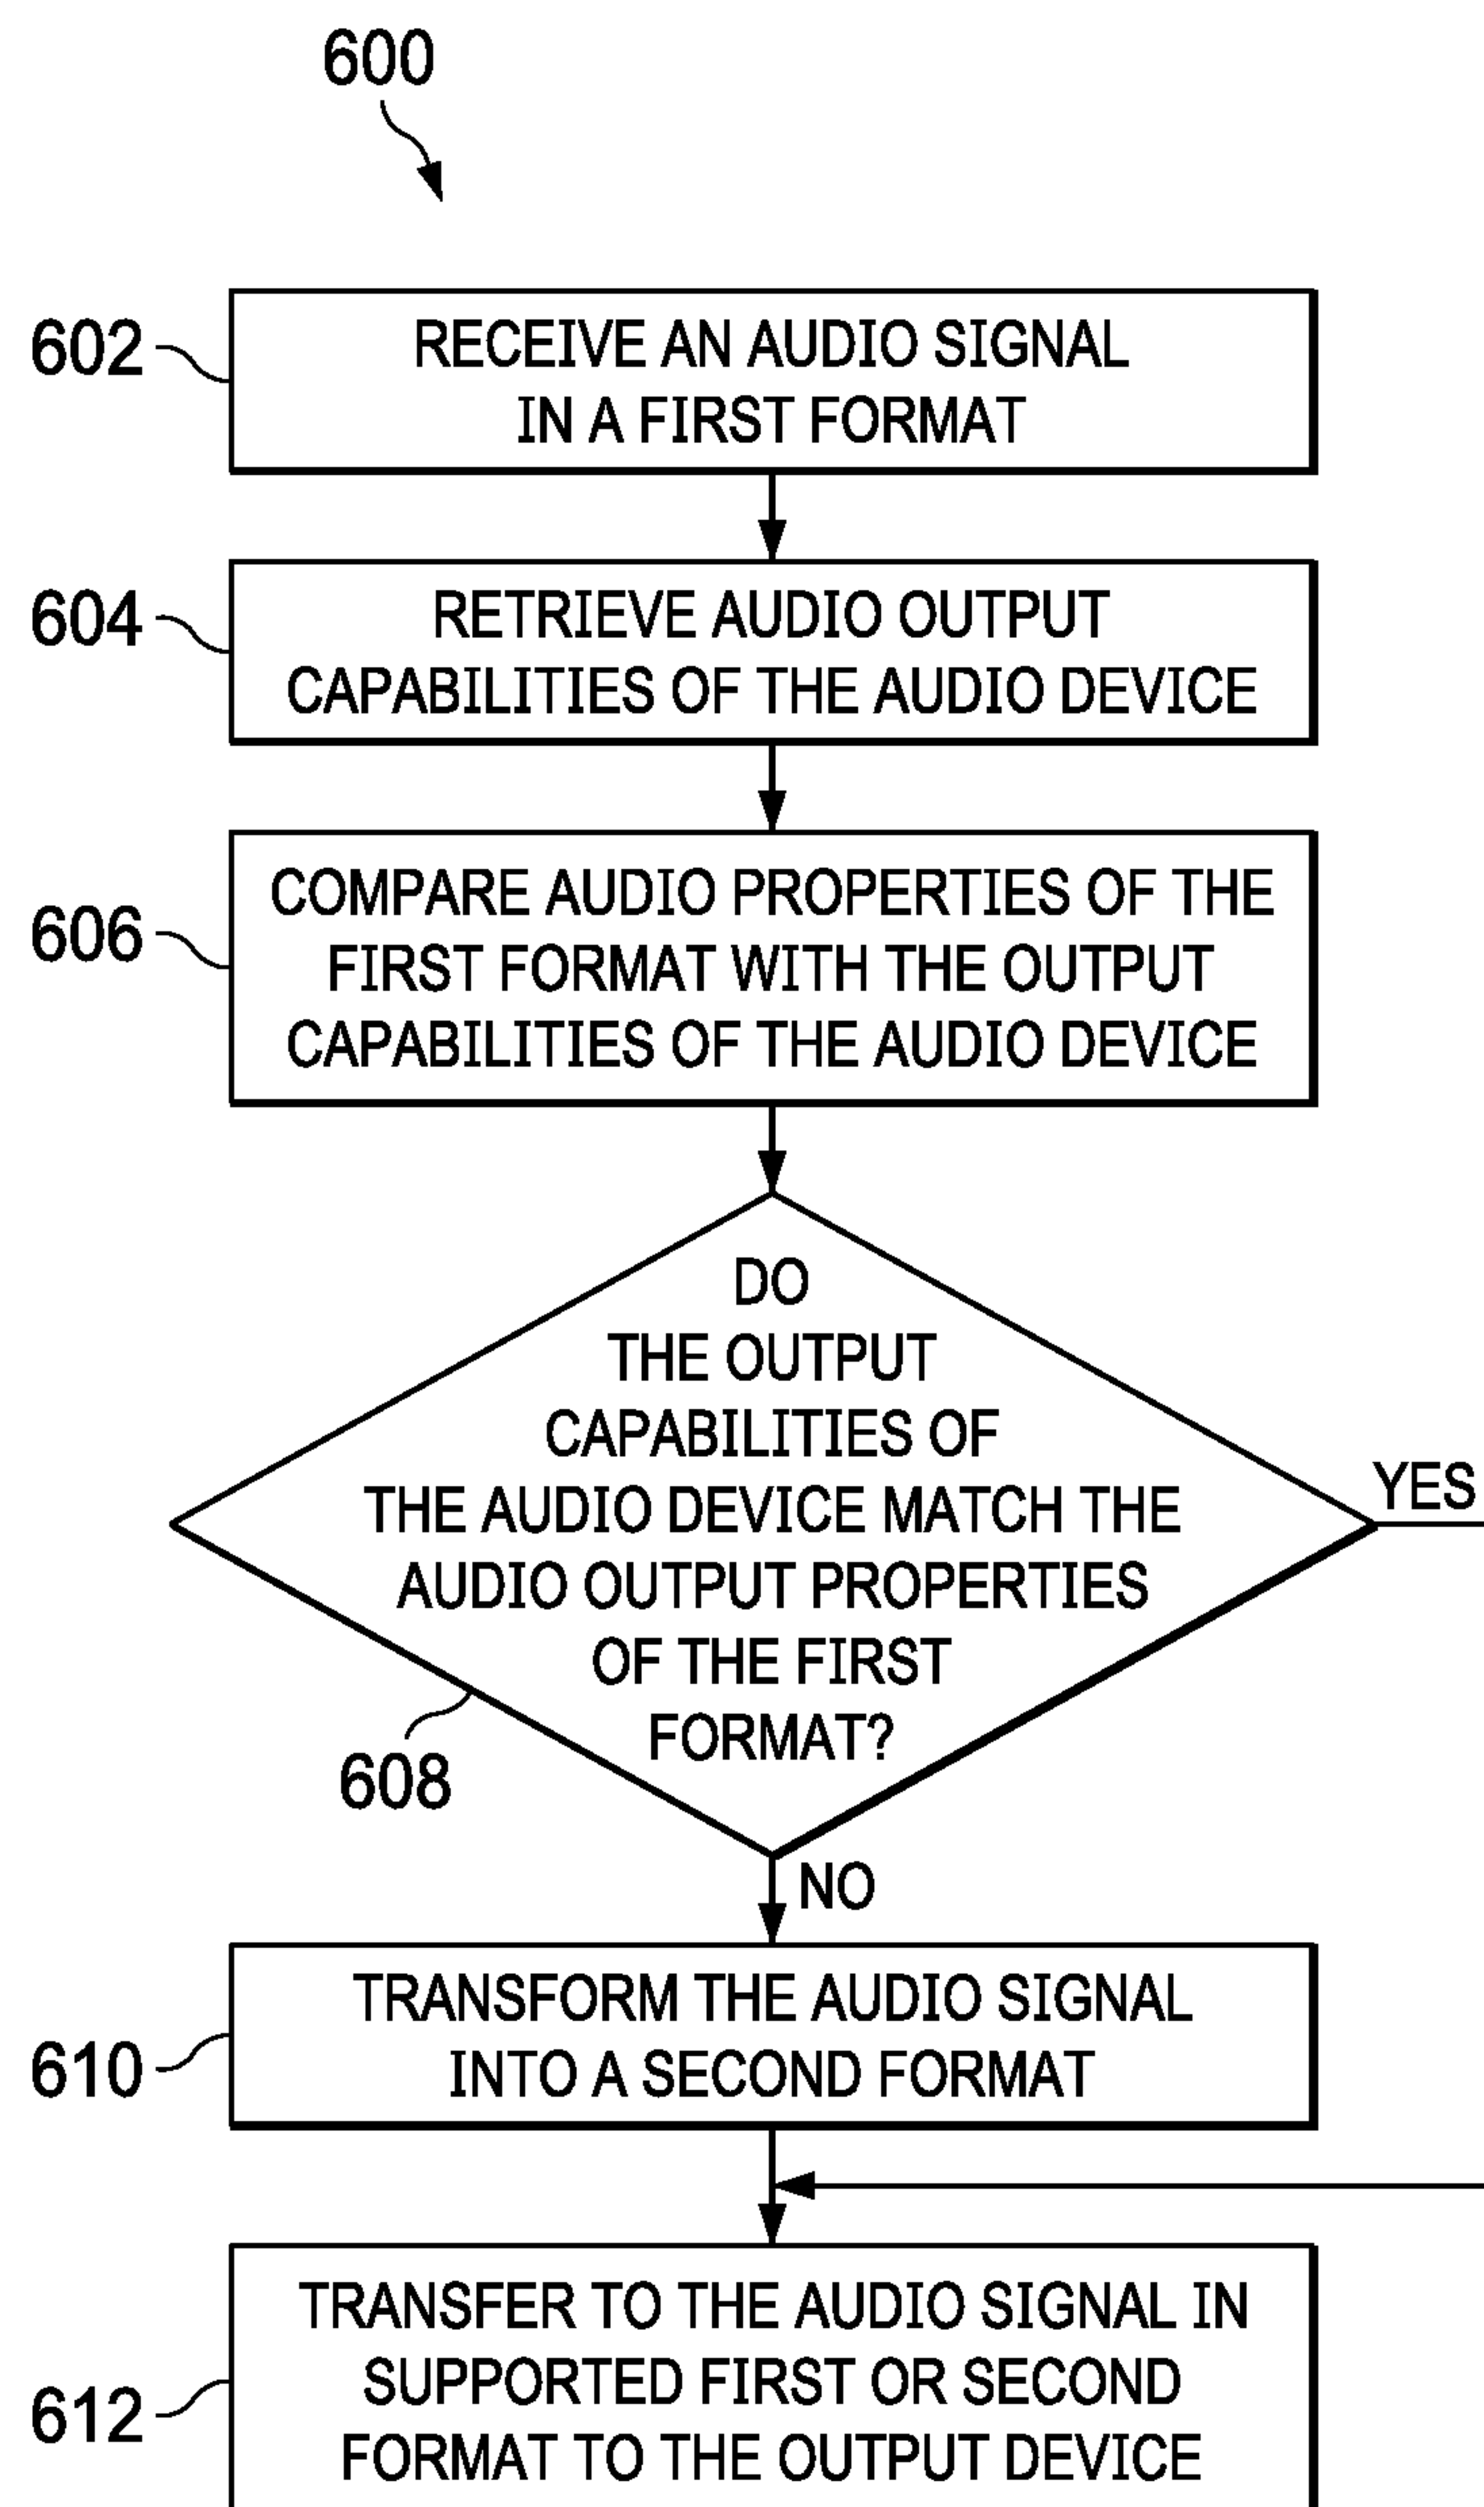 600
602
RECEIVE AN AUDIO SIGNAL
IN A FIRST FORMAT
604
RETRIEVE AUDIO OUTPUT
CAPABILITIES OF THE AUDIO DEVICE
606
COMPARE AUDIO PROPERTIES OF THE
FIRST FORMAT WITH THE OUTPUT
CAPABILITIES OF THE AUDIO DEVICE
DO
THE OUTPUT
CAPABILITIES OF
THE AUDIO DEVICE MATCH THE
AUDIO OUTPUT PROPERTIES
OF THE FIRST
FORMAT?
YES
608
NO
610
TRANSFORM THE AUDIO SIGNAL
INTO A SECOND FORMAT
612
TRANSFER TO THE AUDIO SIGNAL IN
SUPPORTED FIRST OR SECOND
FORMAT TO THE OUTPUT DEVICE